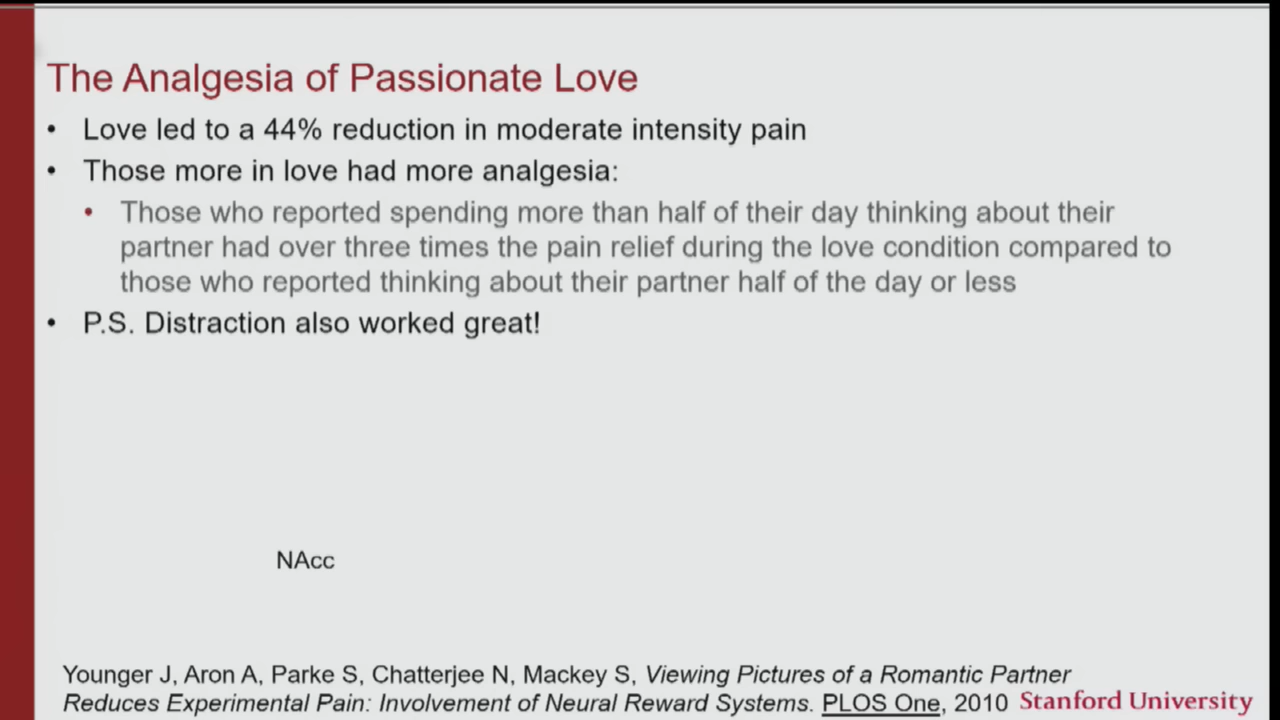 The Analgesia of Passionate Love
• Love led to a 44% reduction in moderate intensity pain
• Those more in love had more analgesia:
• Those who reported spending more than half of their day thinking about their
partner had over three times the pain relief during the love condition compared to
those who reported thinking about their partner half of the day or less
• P.S. Distraction also worked great!
NAcc
Younger J, Aron A, Parke S, Chatterjee N, Mackey S, Viewing Pictures of a Romantic Partner
Reduces Experimental Pain: Involvement of Neural Reward Systems. PLOS One, 2010
Stanford University